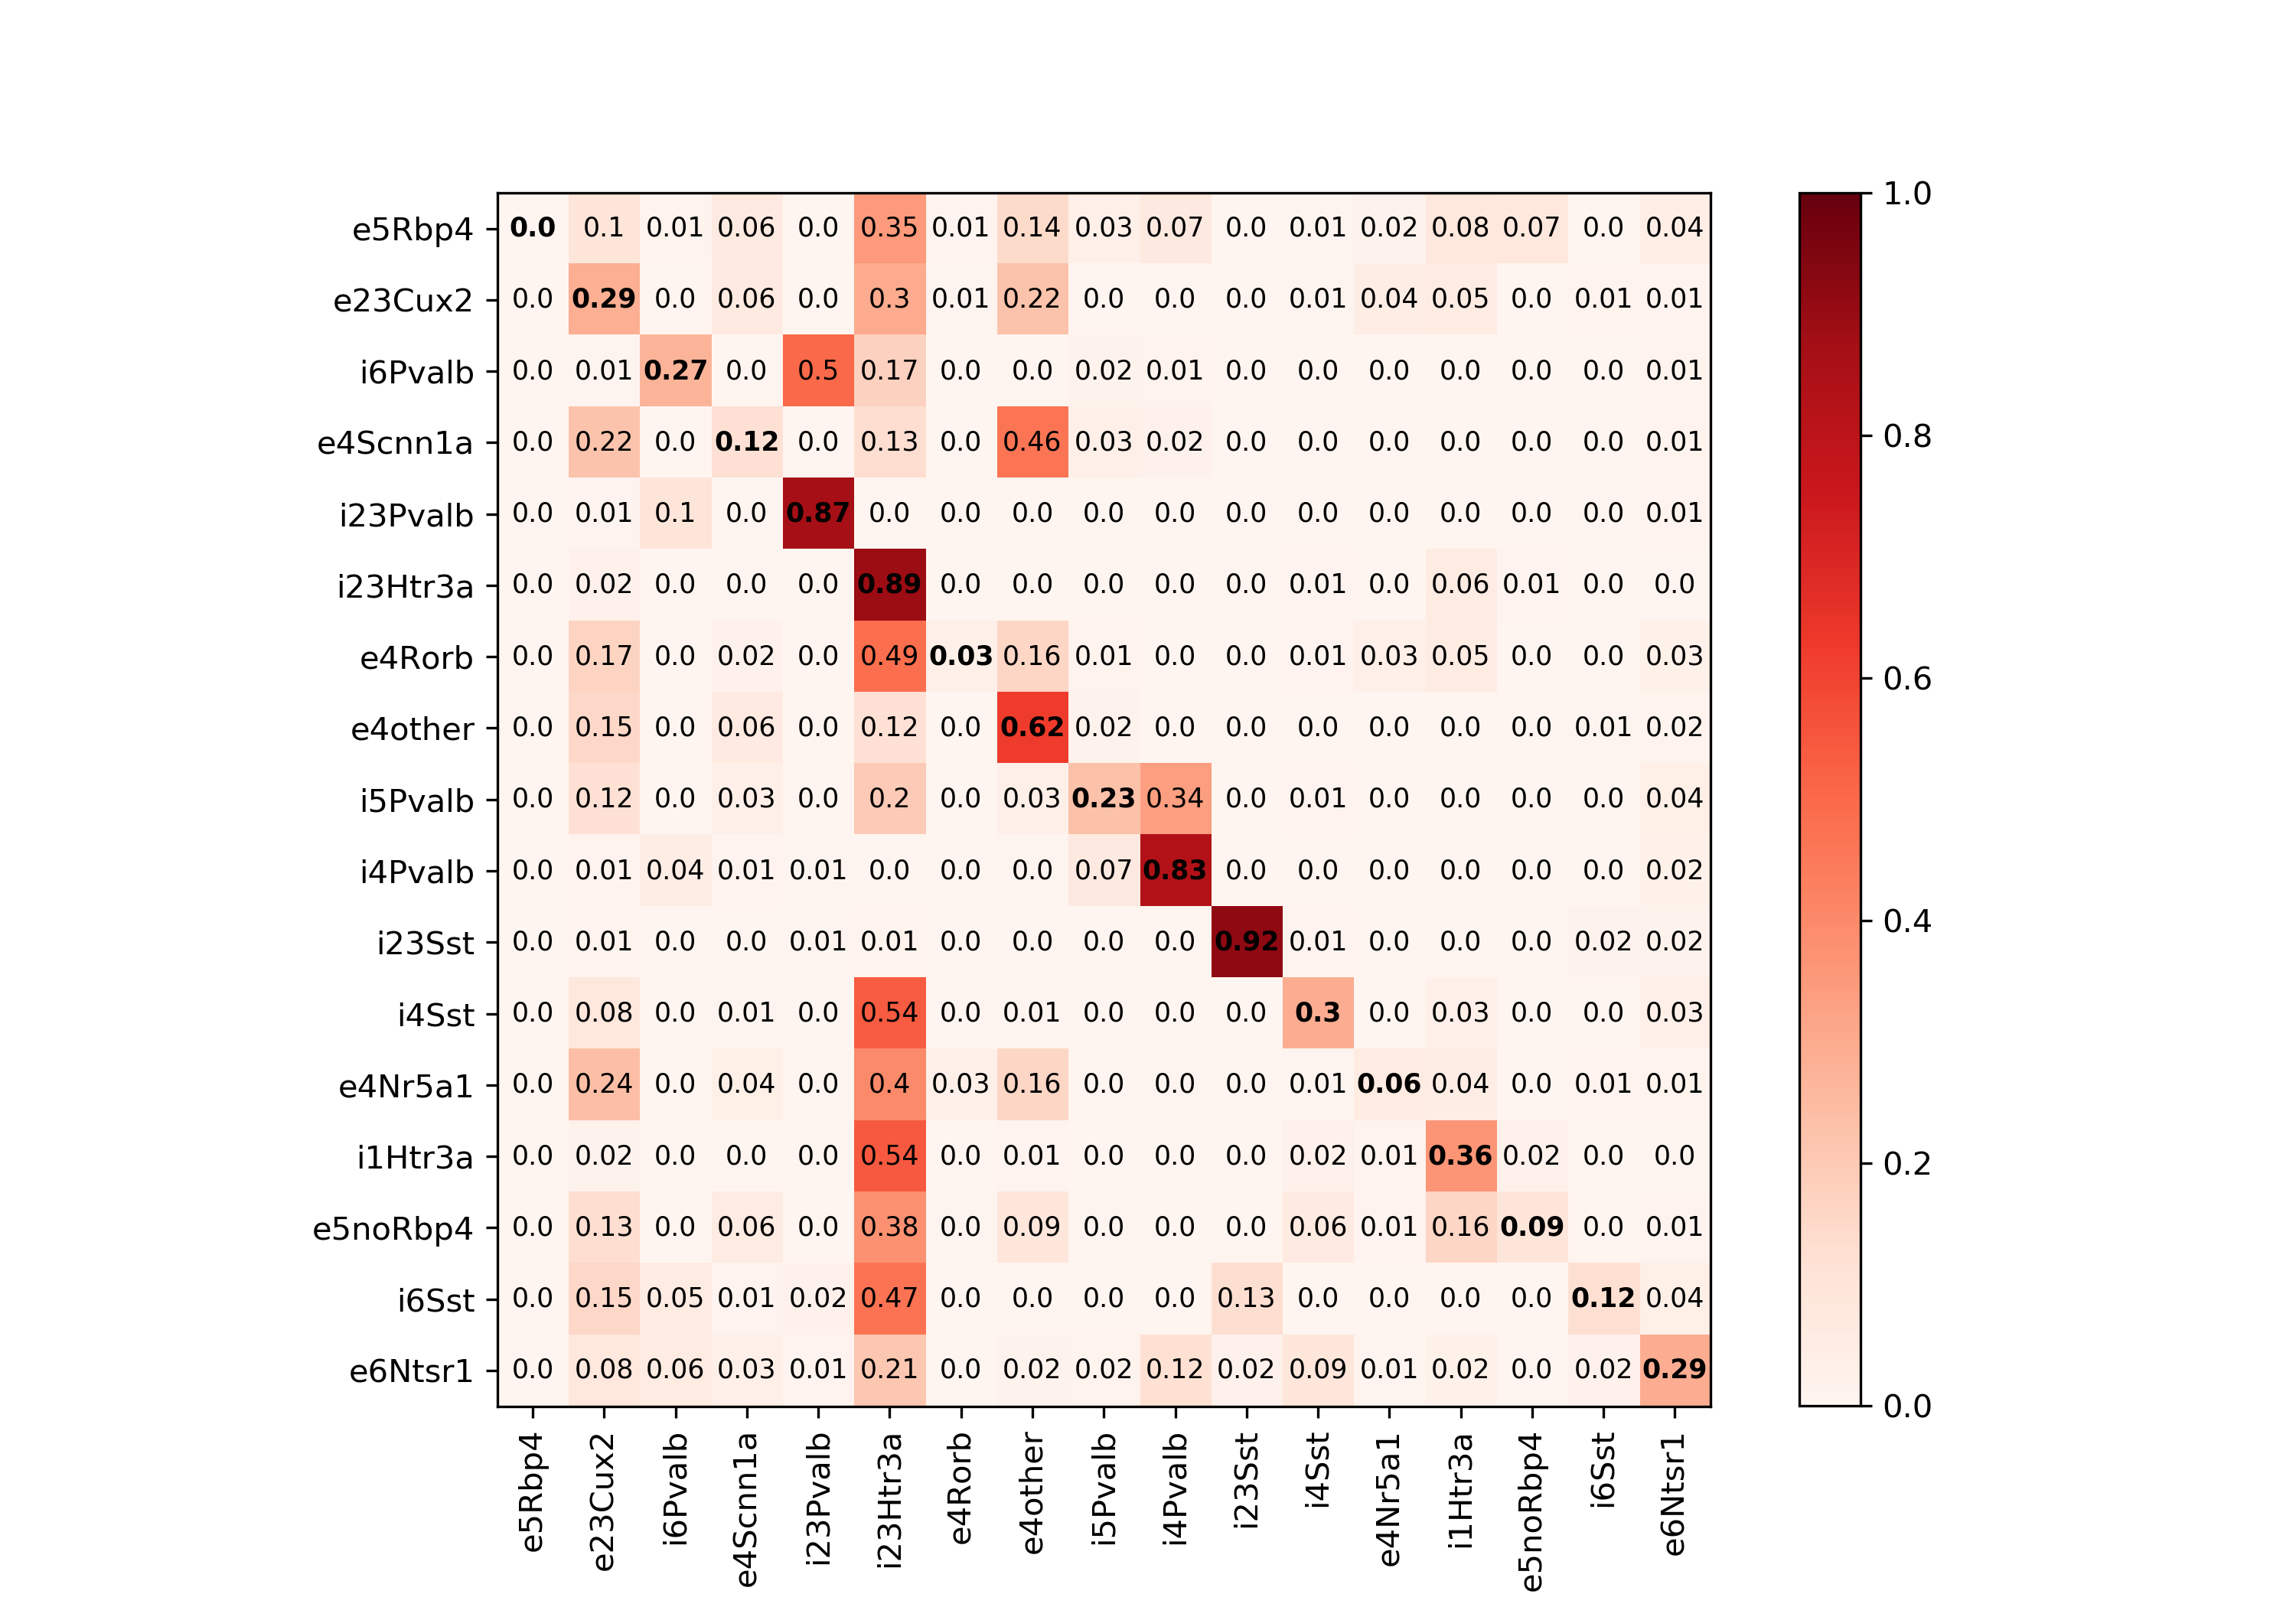 e5Rbp4 0.0 0.1 0.01 0.06 0.0 0.35 0.01 0.14 0.03 0.07 0.0 0.01 0.02 0.08 0.07 0.0 0.04
e23Cux2 0.0 0.29 0.0 0.06 0.0 0.3 0.01 0.22 0.0 0.0 0.0 0.01 0.04 0.05 0.0 0.01 0.01
i6Pvalb 0.0 0.01 0.27 0.0 0.5 0.17 0.0 0.0 0.02 0.01 0.0 0.0 0.0 0.0 0.0 0.0 0.01
e4Scnn1a 0.0 0.22 0.0 0.12 0.0 0.13 0.0 0.46 0.03 0.02 0.0 0.0 0.0 0.0 0.0 0.0 0.01
i23Pvalb 0.0 0.01 0.1 0.0 0.87 0.0 0.0 0.0 0.0 0.0 0.0 0.0 0.0 0.0 0.0 0.0 0.01
i23Htr3a 0.0 0.02 0.0 0.0 0.0 0.89 0.0 0.0 0.0 0.0 0.0 0.01 0.0 0.06 0.01 0.0 0.0
e4Rorb 0.0 0.17 0.0 0.02 0.0 0.49 0.03 0.16 0.01 0.0 0.0 0.01 0.03 0.05 0.0 0.0 0.03
e4other 0.0 0.15 0.0 0.06 0.0 0.12 0.0 0.62 0.02 0.0 0.0 0.0 0.0 0.0 0.0 0.01 0.02
i5Pvalb 0.0 0.12 0.0 0.03 0.0 0.2 0.0 0.03 0.23 0.34 0.0 0.01 0.0 0.0 0.0 0.0 0.04
i4Pvalb 0.0 0.01 0.04 0.01 0.01 0.0 0.0 0.0 0.07 0.83 0.0 0.0 0.0 0.0 0.0 0.0 0.02
i23Sst 0.0 0.01 0.0 0.0 0.01 0.01 0.0 0.0 0.0 0.0 0.92 0.01 0.0 0.0 0.0 0.02 0.02
i4Sst 0.0 0.08 0.0 0.01 0.0 0.54 0.0 0.01 0.0 0.0 0.0 0.3 0.0 0.03 0.0 0.0 0.03
e4Nr5a1 0.0 0.24 0.0 0.04 0.0 0.4 0.03 0.16 0.0 0.0 0.0 0.01 0.06 0.04 0.0 0.01 0.01
i1Htr3a 0.0 0.02 0.0 0.0 0.0 0.54 0.0 0.01 0.0 0.0 0.0 0.02 0.01 0.36 0.02 0.0 0.0
e5noRbp4 0.0 0.13 0.0 0.06 0.0 0.38 0.0 0.09 0.0 0.0 0.0 0.06 0.01 0.16 0.09 0.0 0.01
i6Sst 0.0 0.15 0.05 0.01 0.02 0.47 0.0 0.0 0.0 0.0 0.13 0.0 0.0 0.0 0.0 0.12 0.04
e6Ntsr1 0.0 0.08 0.06 0.03 0.01 0.21 0.0 0.02 0.02 0.12 0.02 0.09 0.01 0.02 0.0 0.02 0.29
e5Rbp4
e23Cux2
i6Pvalb
e4Scnn1a
i23Pvalb
i23Htr3a
e4Rorb
e4other
i5Pvalb
i4Pvalb
i23Sst
i4Sst
e4Nr5a1
i1Htr3a
e5noRbp4
i6Sst
e6Ntsr1
1.0
0.8
0.6
0.4
0.2
0.0